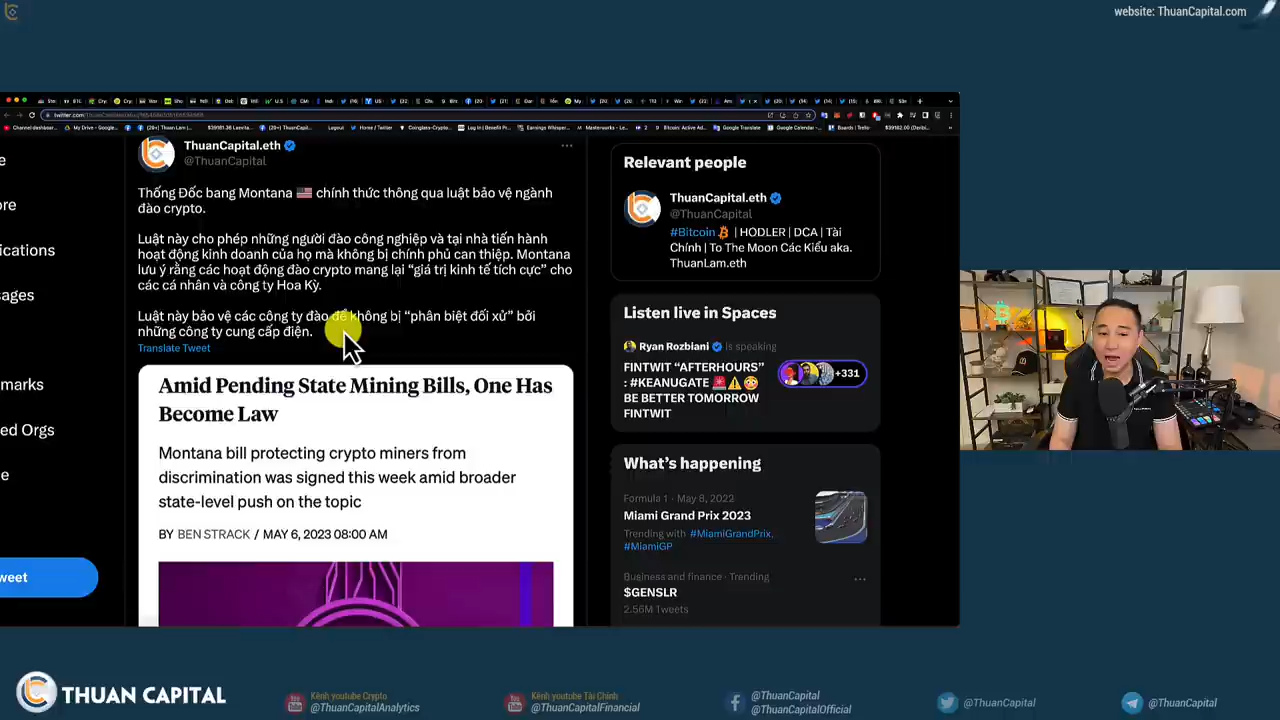 website: ThuanCapital.com
ThuanCapital.eth
@ThuanCapital
Thống Đốc bang Montana 🇺🇸 chính thức thông qua luật bảo vệ ngành
đào crypto.
Luật này cho phép những người đào công nghiệp và tại nhà tiến hành
hoạt động kinh doanh của họ mà không bị chính phủ can thiệp. Montana
lưu ý rằng các hoạt động đào crypto mang lại “giá trị kinh tế tích cực” cho
các cá nhân và công ty Hoa Kỳ.
Luật này bảo vệ các công ty đào để không bị “phân biệt đối xử” bởi
những công ty cung cấp điện.
Translate Tweet
Amid Pending State Mining Bills, One Has
Become Law
Montana bill protecting crypto miners from
discrimination was signed this week amid broader
state-level push on the topic
BY BEN STRACK / MAY 6, 2023 08:00 AM
Relevant people
ThuanCapital.eth
@ThuanCapital
#Bitcoin | HODLER | DCA | Tài
Chính | To The Moon Các Kiểu aka.
ThuanLam.eth
Listen live in Spaces
Ryan Rozbiani is speaking
FINTWIT “AFTERHOURS”
: #KEANUGATE 🚨⚠️😳
BE BETTER TOMORROW
FINTWIT
+331
What’s happening
Formula 1 · May 8, 2022
Miami Grand Prix 2023
Trending with #MiamiGrandPrix,
#MiamiGP
Business and finance · Trending
$GENSLR
2.56M Tweets
THUAN CAPITAL
Kênh youtube Crypto
@ThuanCapitalAnalytics
Kênh youtube Tài Chính
@ThuanCapitalFinancial
@ThuanCapital
@ThuanCapitalOfficial
@ThuanCapital
@ThuanCapital